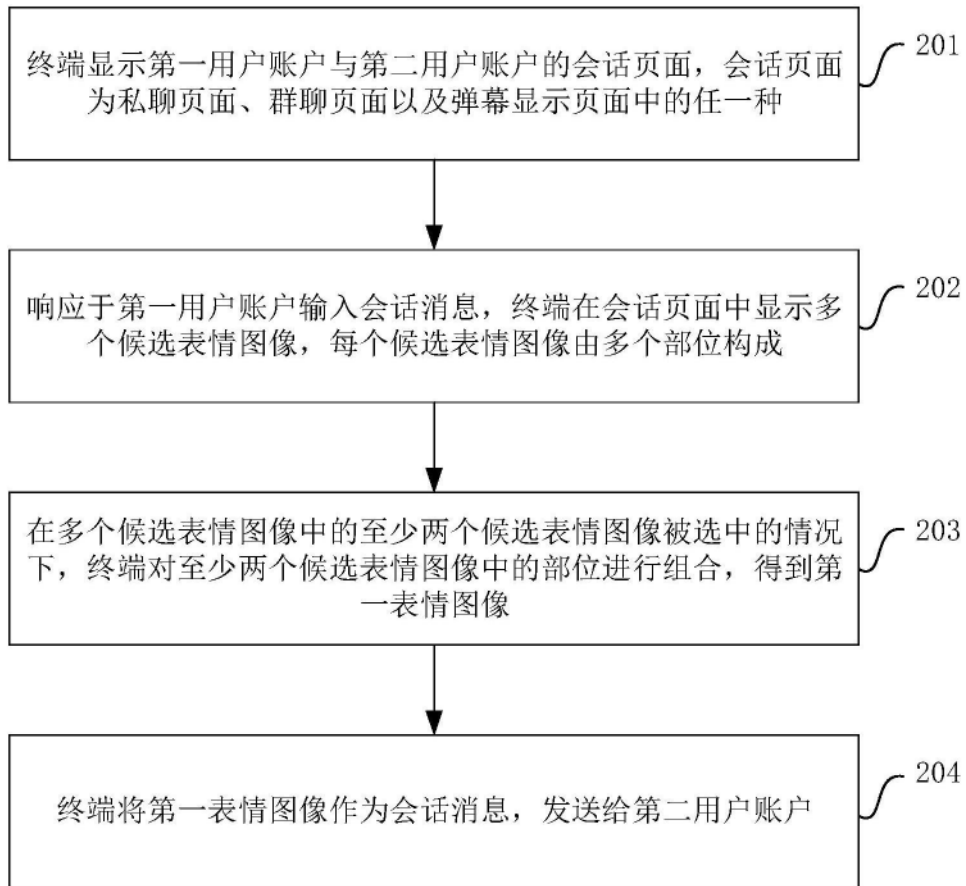 终端显示第一用户账户与第二用户账户的会话页面，会话页面
为私聊页面、群聊页面以及弹幕显示页面中的任一种
201
响应于第一用户账户输入会话消息，终端在会话页面中显示多
个候选表情图像，每个候选表情图像由多个部位构成
202
在多个候选表情图像中的至少两个候选表情图像被选中的情况
下，终端对至少两个候选表情图像中的部位进行组合，得到第
一表情图像
203
终端将第一表情图像作为会话消息，发送给第二用户账户
204